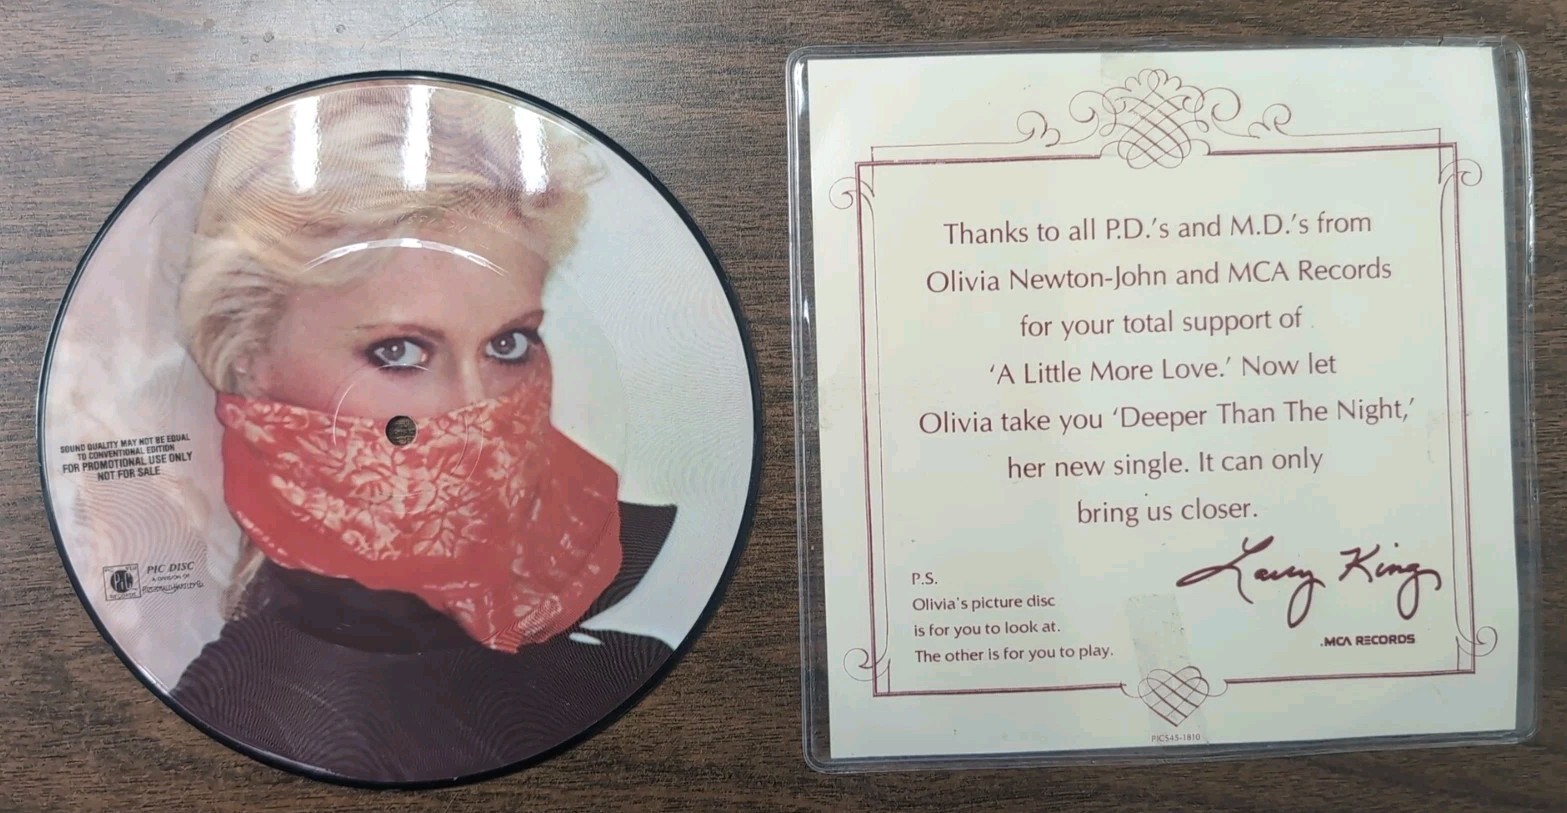 SOUND QUALITY MAY NOT BE EQUAL
TO CONVENTIONAL EDITION
FOR PROMOTIONAL USE ONLY
NOT FOR SALE
PIC DISC
A DIVISION OF
Thanks to all P.D.'s and M.D.'s from
Olivia Newton-John and MCA Records
for your total support of
'A Little More Love.' Now let
Olivia take you 'Deeper Than The Night,'
her new single. It can only
bring us closer.
Larry King
MCA RECORDS
P.S.
Olivia's picture disc
is for you to look at.
The other is for you to play.
PIC545-1810